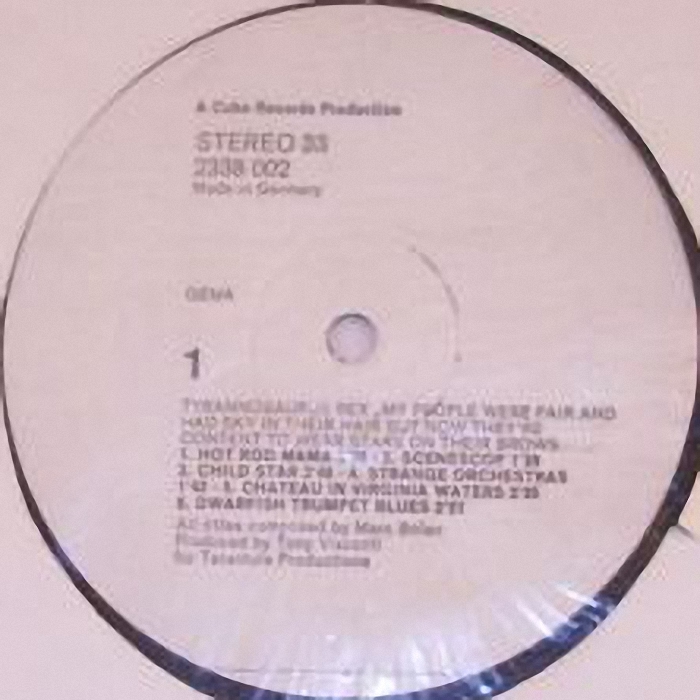 A Cube Records Production
STEREO 33
2338 002
Made in Germany
GEMA
1
TYRANNOSAURUS REX „MY PEOPLE WERE FAIR AND
HAD SKY IN THEIR HAIR BUT NOW THEY'RE
CONTENT TO WEAR STARS ON THEIR BROWS
1. HOT ROD MAMA 2. SCENESCOF
3. CHILD STAR 4. STRANGE ORCHESTRAS
5. CHATEAU IN VIRGINIA WATERS
6. DWARFISH TRUMPET BLUES
All titles composed by Marc Bolan
Produced by Tony Visconti
for Tarantula Productions